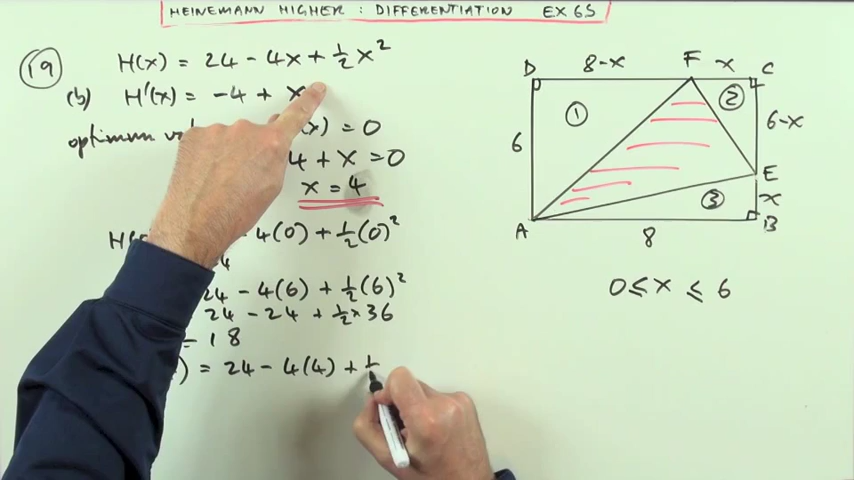 HEINEMANN HIGHER : DIFFERENTIATION EX 6S
19
H(x) = 24 - 4x + ½x²
(b) H'(x) = -4 + x
optimum (x) = 0
4 + x = 0
x = 4
H( - 4(0) + ½(0)²
4
24 - 4(6) + ½(6)²
24 - 24 + ½×36
= 18
) = 24 - 4(4) + ½
D 8-x F x C
① ②
6 6-x
E
③ x
A B
8
0 ≤ x ≤ 6